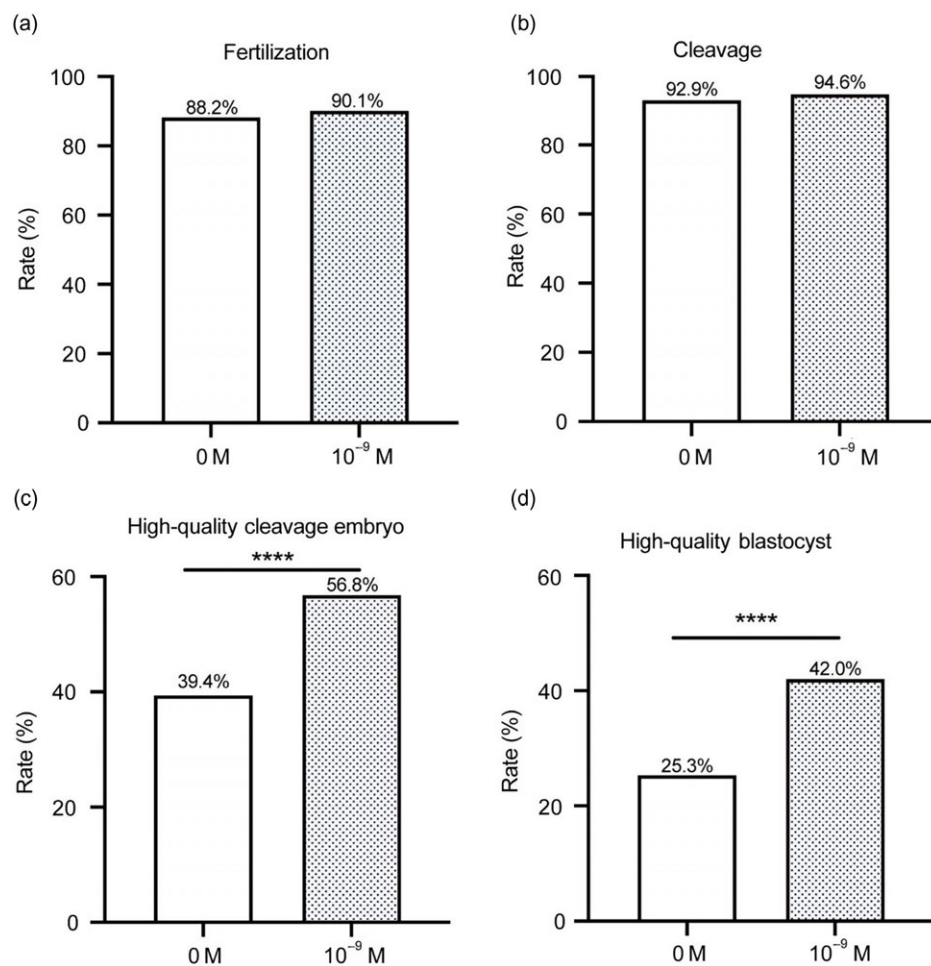 (a)
Fertilization
Rate (%)
100
80
60
40
20
0
88.2%
90.1%
0 M
10⁻⁹ M
(b)
Cleavage
Rate (%)
100
80
60
40
20
0
92.9%
94.6%
0 M
10⁻⁹ M
(c)
High-quality cleavage embryo
****
Rate (%)
60
40
20
0
39.4%
56.8%
0 M
10⁻⁹ M
(d)
High-quality blastocyst
****
Rate (%)
60
40
20
0
25.3%
42.0%
0 M
10⁻⁹ M